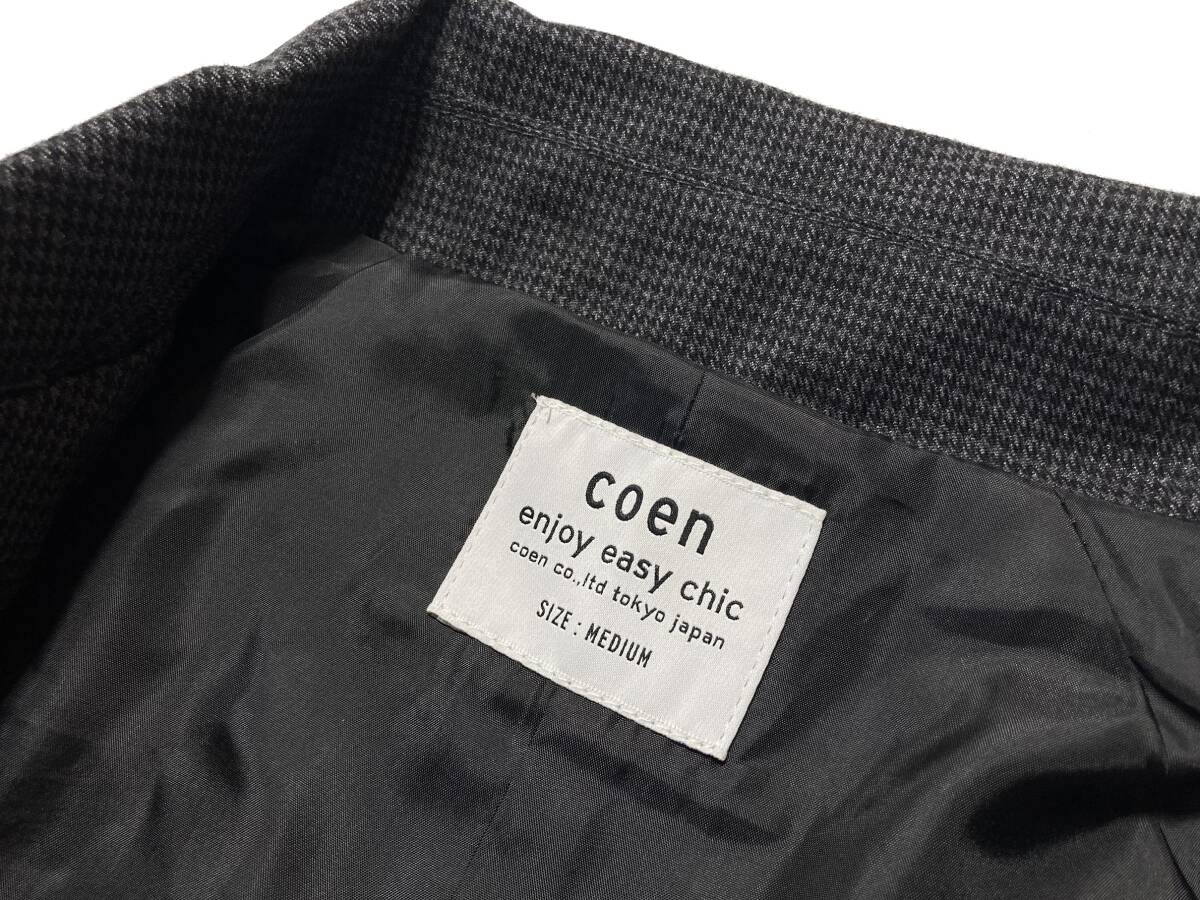 coen
enjoy easy chic
coen co.,ltd tokyo japan
SIZE : MEDIUM